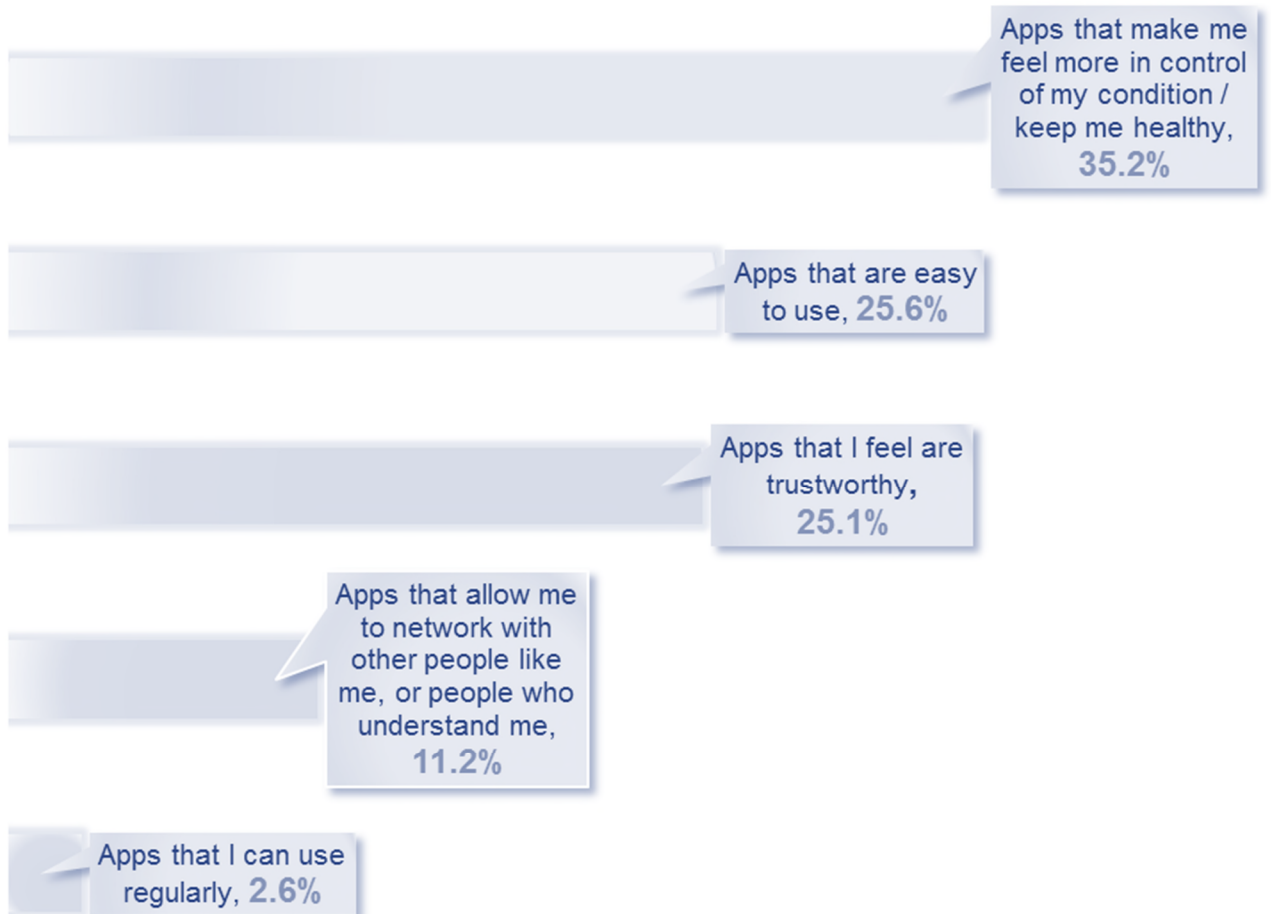 Apps that make me
feel more in control
of my condition /
keep me healthy,
35.2%
Apps that are easy
to use, 25.6%
Apps that I feel are
trustworthy,
25.1%
Apps that allow me
to network with
other people like
me, or people who
understand me,
11.2%
Apps that I can use
regularly, 2.6%